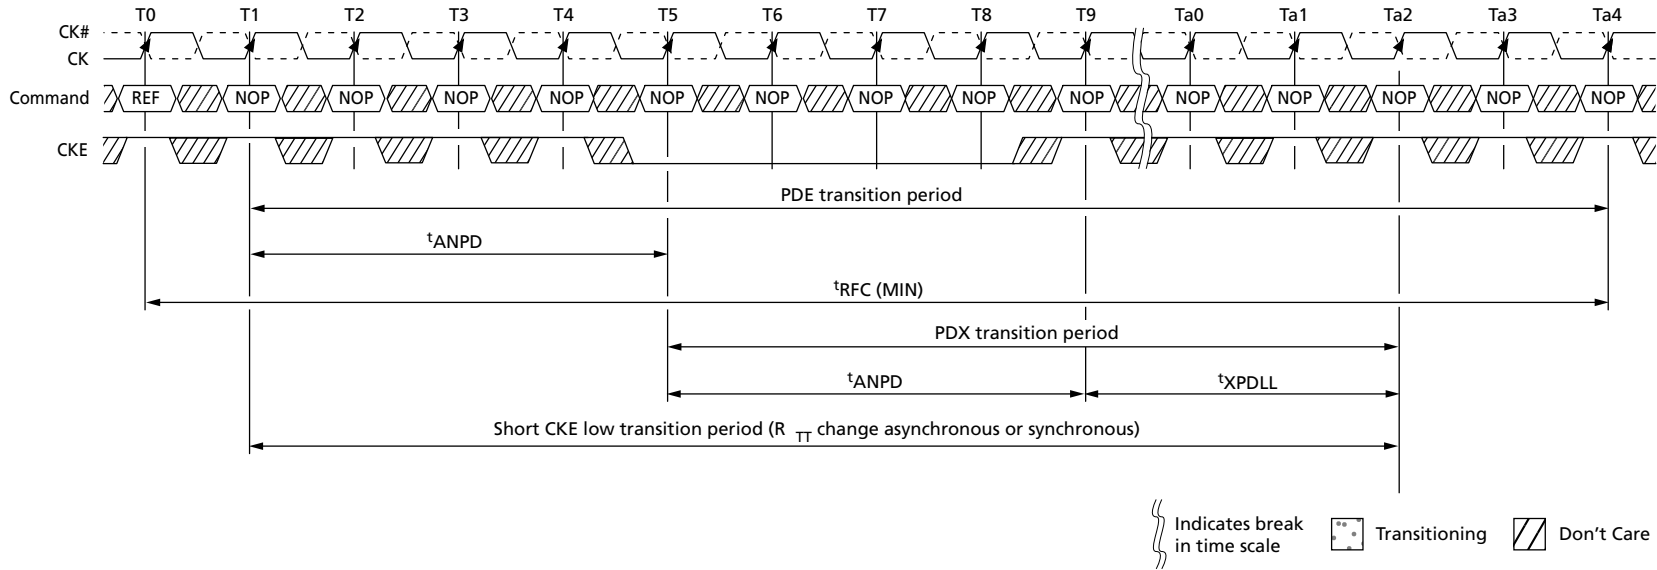 T0 T1 T2 T3 T4 T5 T6 T7 T8 T9 Ta0 Ta1 Ta2 Ta3 Ta4
CK#
CK
Command REF NOP NOP NOP NOP NOP NOP NOP NOP NOP NOP NOP NOP NOP NOP
CKE
PDE transition period
tANPD
tRFC (MIN)
PDX transition period
tANPD tXPDLL
Short CKE low transition period (R TT change asynchronous or synchronous)
Indicates break
in time scale
Transitioning
Don't Care